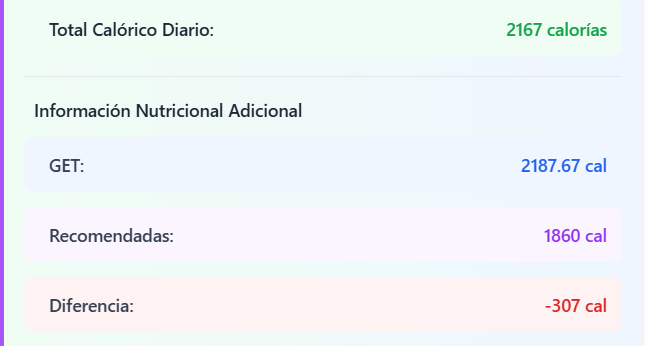 Total Calórico Diario: 2167 calorías
Información Nutricional Adicional
GET: 2187.67 cal
Recomendadas: 1860 cal
Diferencia: -307 cal